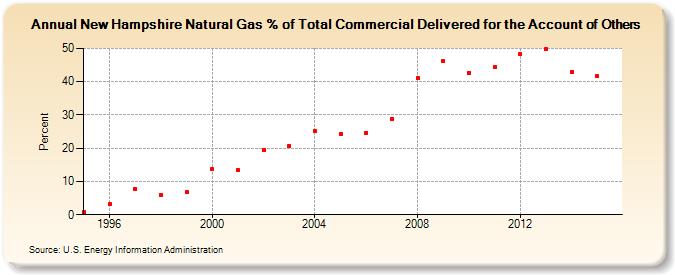 Annual New Hampshire Natural Gas % of Total Commercial Delivered for the Account of Others
Percent
50
40
30
20
10
0
1996 2000 2004 2008 2012
Source: U.S. Energy Information Administration